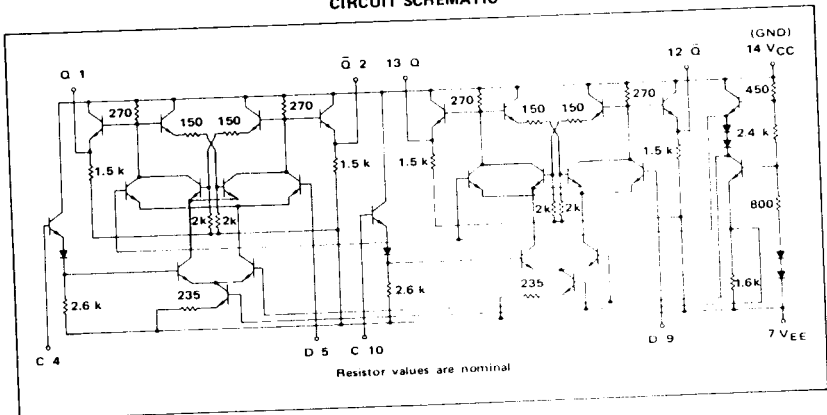 CIRCUIT SCHEMATIC
(GND)
Q 1
Q̄ 2
13 Q
12 Q̄
14 VCC
270
150
150
270
270
150
150
270
450
2.4 k
1.5 k
1.5 k
1.5 k
1.5 k
2k
2k
2k
2k
800
235
2.6 k
235
2.6 k
1.6k
C 4
D 5
C 10
D 9
7 VEE
Resistor values are nominal